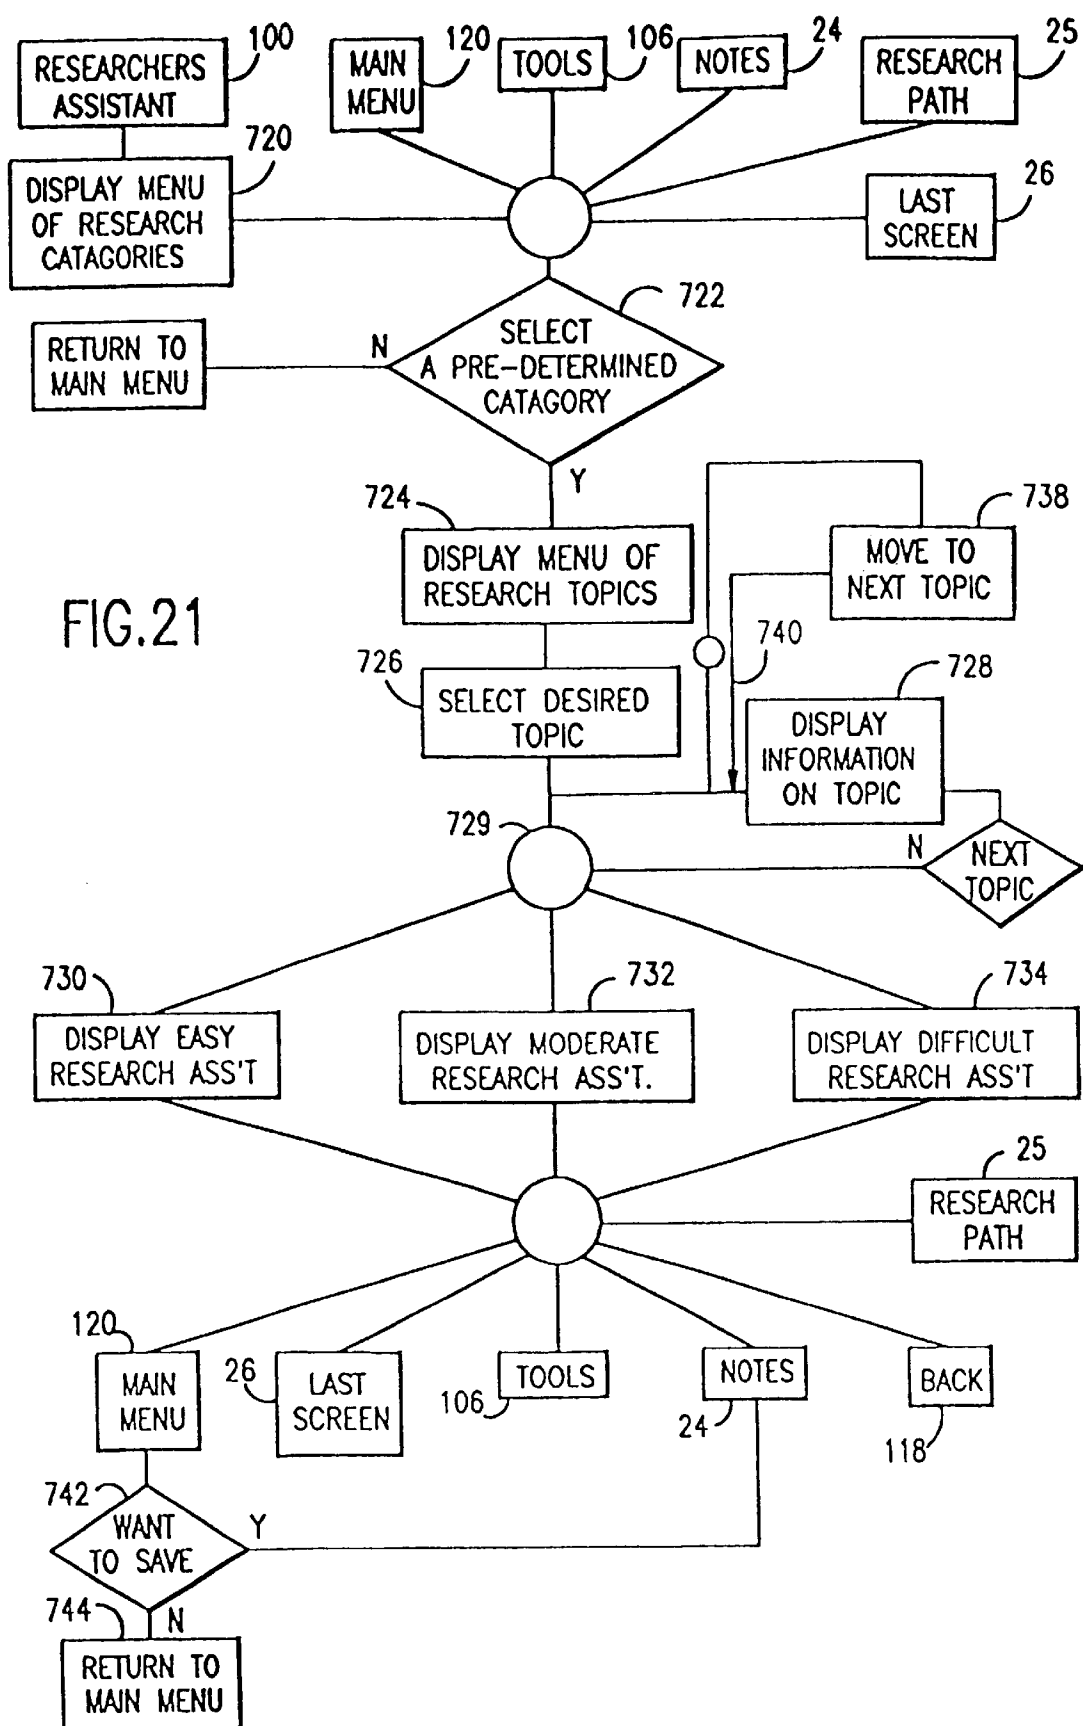 100
RESEARCHERS
ASSISTANT
MAIN
MENU
120
TOOLS
106
NOTES
24
RESEARCH
PATH
25
720
DISPLAY MENU
OF RESEARCH
CATAGORIES
LAST
SCREEN
26
722
SELECT
A PRE-DETERMINED
CATAGORY
N
RETURN TO
MAIN MENU
Y
724
DISPLAY MENU OF
RESEARCH TOPICS
738
MOVE TO
NEXT TOPIC
FIG.21
740
726
SELECT DESIRED
TOPIC
728
DISPLAY
INFORMATION
ON TOPIC
729
N
NEXT
TOPIC
730
DISPLAY EASY
RESEARCH ASS'T
732
DISPLAY MODERATE
RESEARCH ASS'T.
734
DISPLAY DIFFICULT
RESEARCH ASS'T
25
RESEARCH
PATH
120
MAIN
MENU
26
LAST
SCREEN
TOOLS
106
NOTES
24
BACK
118
742
WANT
TO SAVE
Y
744
N
RETURN TO
MAIN MENU